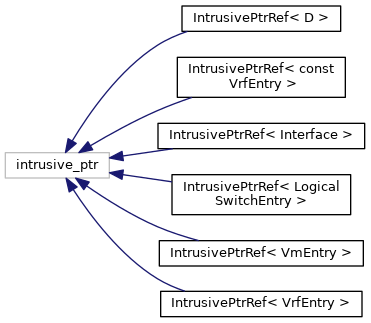 IntrusivePtrRef< D >
IntrusivePtrRef< const
VrfEntry >
IntrusivePtrRef< Interface >
intrusive_ptr
IntrusivePtrRef< Logical
SwitchEntry >
IntrusivePtrRef< VmEntry >
IntrusivePtrRef< VrfEntry >